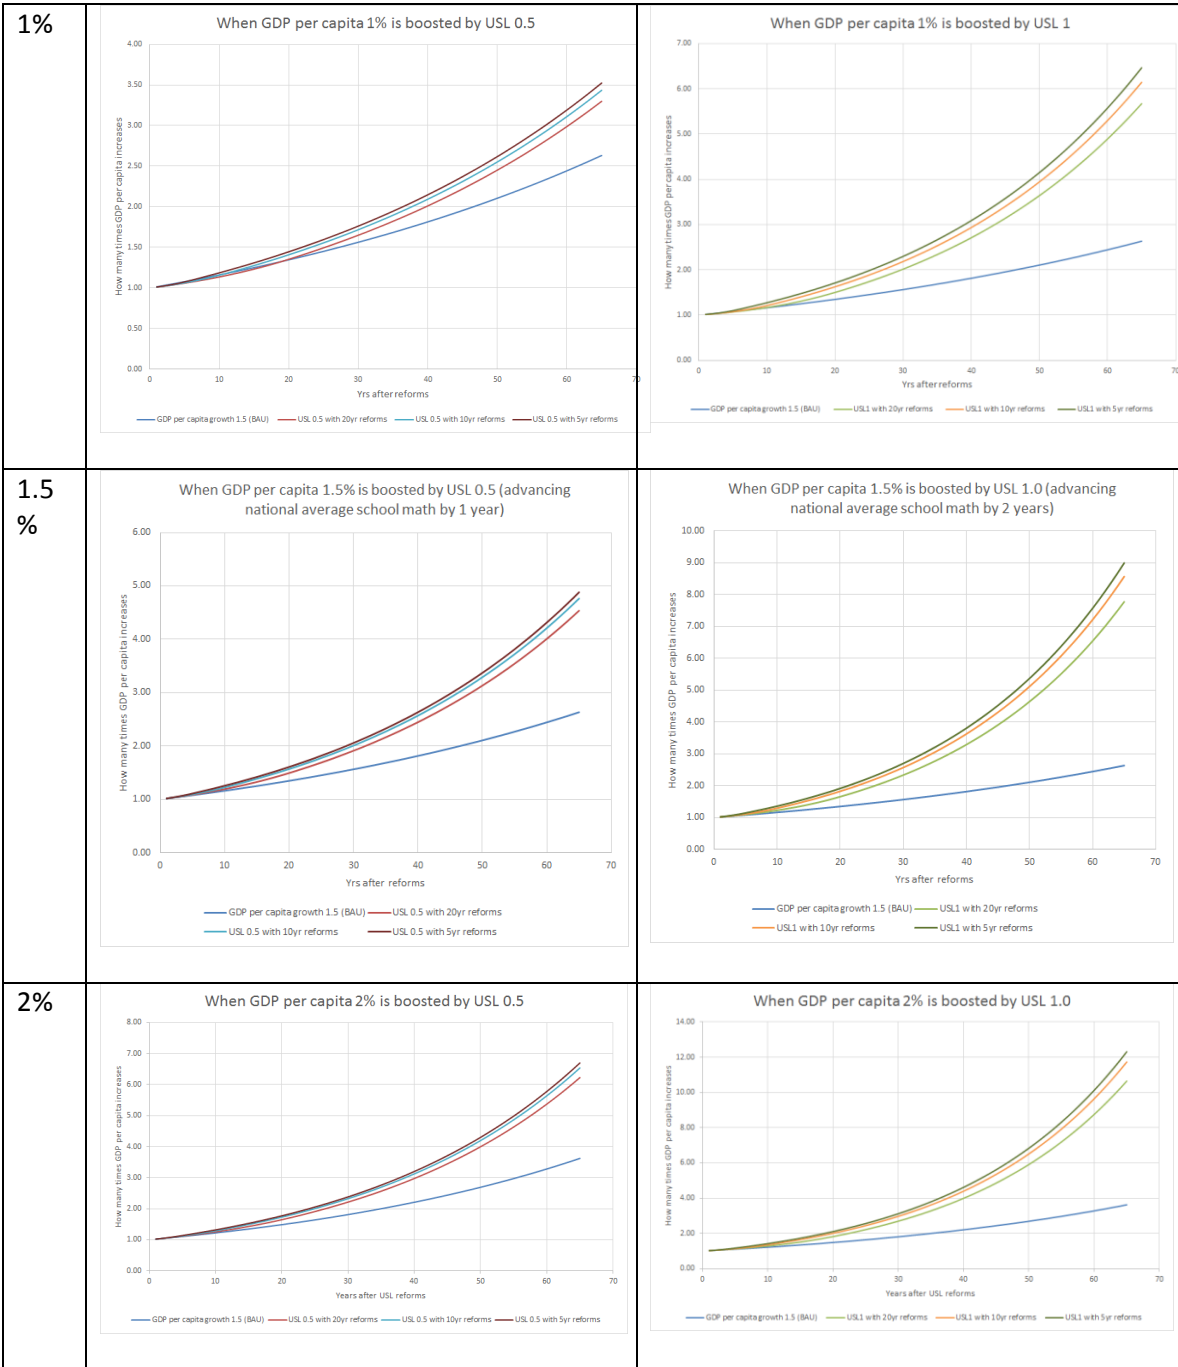 1%
When GDP per capita 1% is boosted by USL 0.5
How many times GDP per capita increases
4.00
3.50
3.00
2.50
2.00
1.50
1.00
0.50
0.00
0 10 20 30 40 50 60 70
Yrs after reforms
GDP per capita growth 1.5 (BAU) USL 0.5 with 20yr reforms USL 0.5 with 10yr reforms USL 0.5 with 5yr reforms
When GDP per capita 1% is boosted by USL 1
How many times GDP per capita increases
7.00
6.00
5.00
4.00
3.00
2.00
1.00
0.00
0 10 20 30 40 50 60 70
Yrs after reforms
GDP per capita growth 1.5 (BAU) USL1 with 20yr reforms USL1 with 10yr reforms USL1 with 5yr reforms
1.5
%
When GDP per capita 1.5% is boosted by USL 0.5 (advancing
national average school math by 1 year)
How many times GDP per capita increases
6.00
5.00
4.00
3.00
2.00
1.00
0.00
0 10 20 30 40 50 60 70
Yrs after reforms
GDP per capita growth 1.5 (BAU) USL 0.5 with 20yr reforms
USL 0.5 with 10yr reforms USL 0.5 with 5yr reforms
When GDP per capita 1.5% is boosted by USL 1.0 (advancing
national average school math by 2 years)
How many times GDP per capita increases
10.00
9.00
8.00
7.00
6.00
5.00
4.00
3.00
2.00
1.00
0.00
0 10 20 30 40 50 60 70
Yrs after reforms
GDP per capita growth 1.5 (BAU) USL1 with 20yr reforms
USL1 with 10yr reforms USL1 with 5yr reforms
2%
When GDP per capita 2% is boosted by USL 0.5
How many times GDP per capita increases
8.00
7.00
6.00
5.00
4.00
3.00
2.00
1.00
0.00
0 10 20 30 40 50 60 70
Years after USL reforms
GDP per capita growth 1.5 (BAU) USL 0.5 with 20yr reforms USL 0.5 with 10yr reforms USL 0.5 with 5yr reforms
When GDP per capita 2% is boosted by USL 1.0
How many times GDP per capita increases
14.00
12.00
10.00
8.00
6.00
4.00
2.00
0.00
0 10 20 30 40 50 60 70
Years after USL reforms
GDP per capita growth 1.5 (BAU) USL1 with 20yr reforms USL1 with 10yr reforms USL1 with 5yr reforms